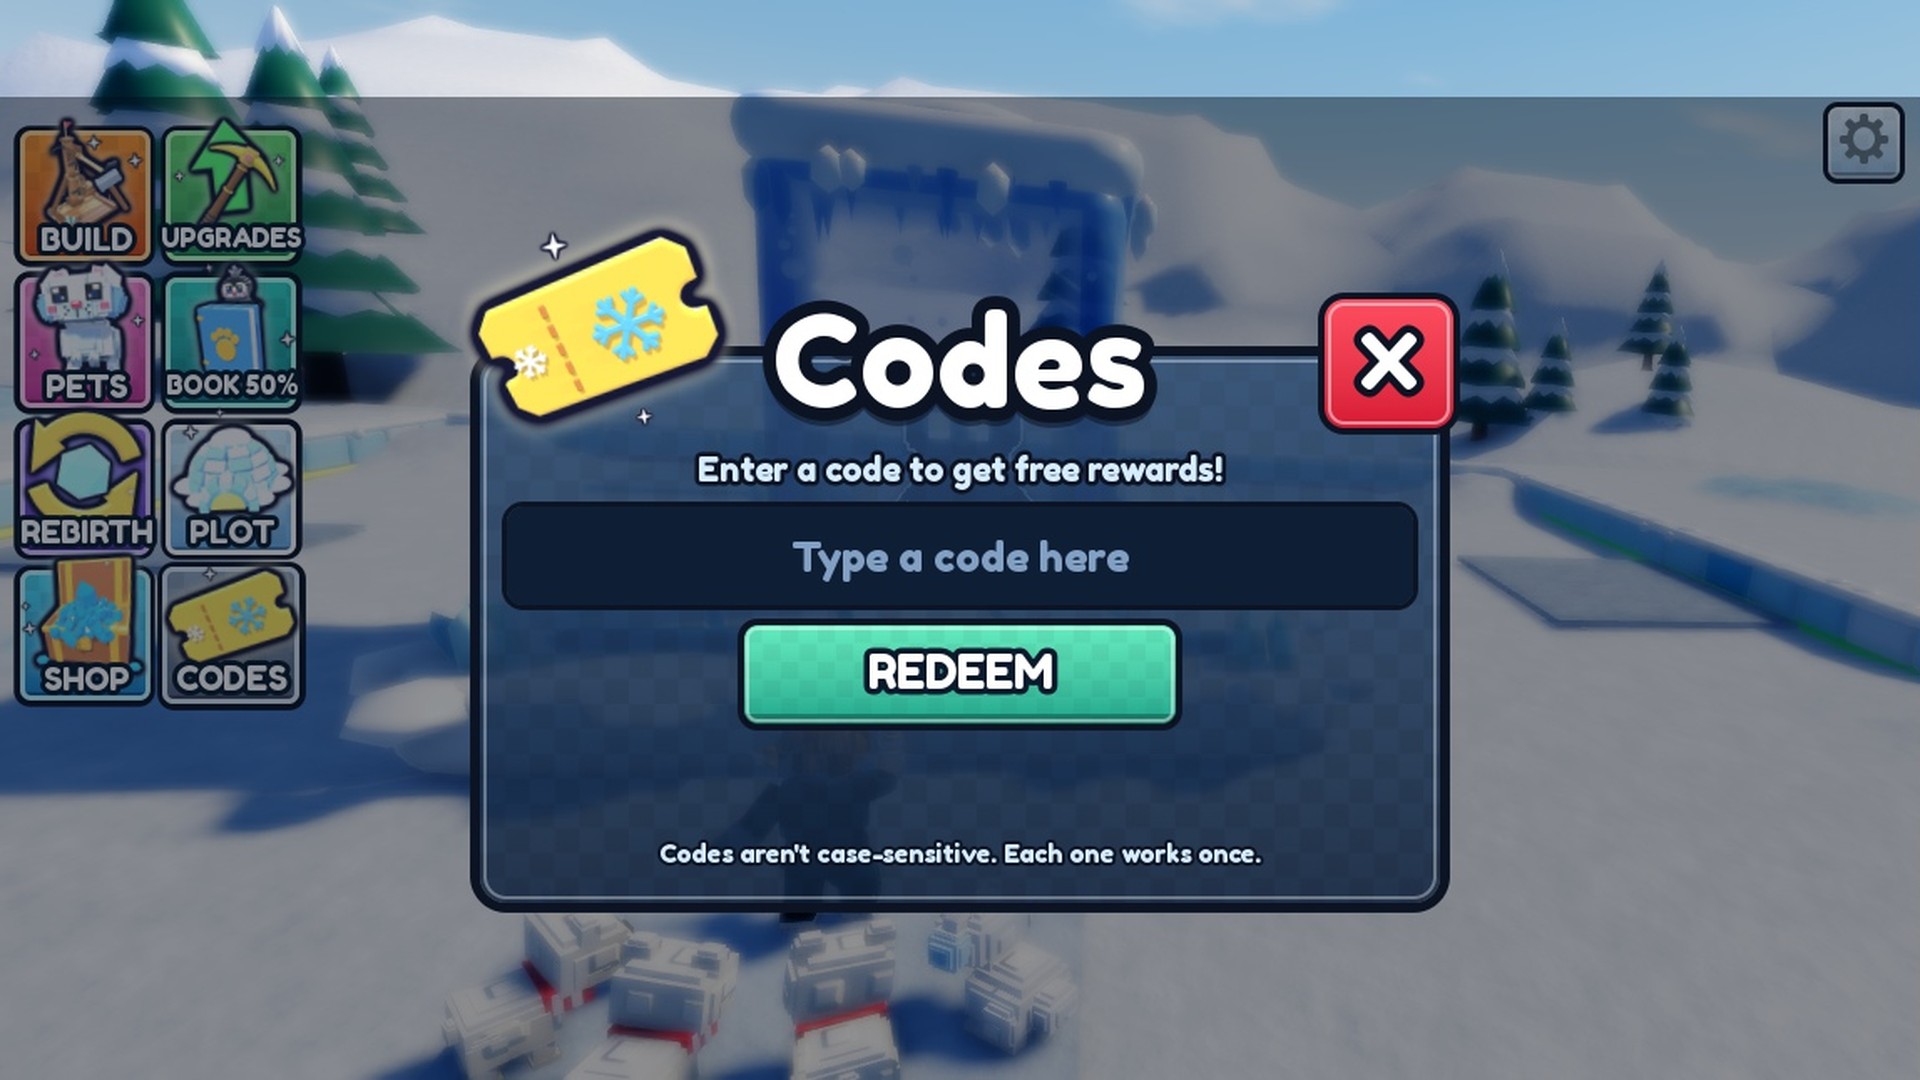 BUILD
UPGRADES
PETS
BOOK 50%
REBIRTH
PLOT
SHOP
CODES
Codes
Enter a code to get free rewards!
Type a code here
REDEEM
Codes aren't case-sensitive. Each one works once.